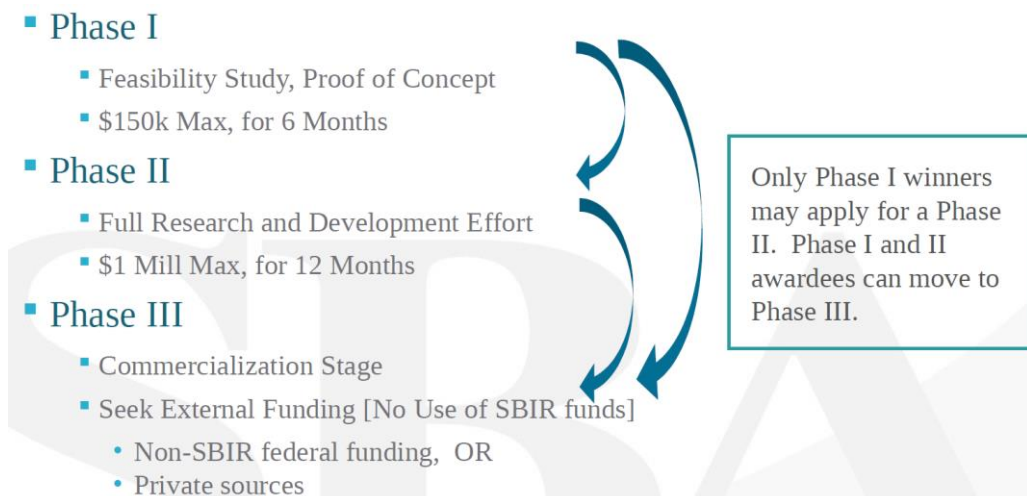 Phase I
Feasibility Study, Proof of Concept
$150k Max, for 6 Months
Phase II
Full Research and Development Effort
$1 Mill Max, for 12 Months
Phase III
Commercialization Stage
Seek External Funding [No Use of SBIR funds]
Non-SBIR federal funding, OR
Private sources
Only Phase I winners
may apply for a Phase
II. Phase I and II
awardees can move to
Phase III.
SBA